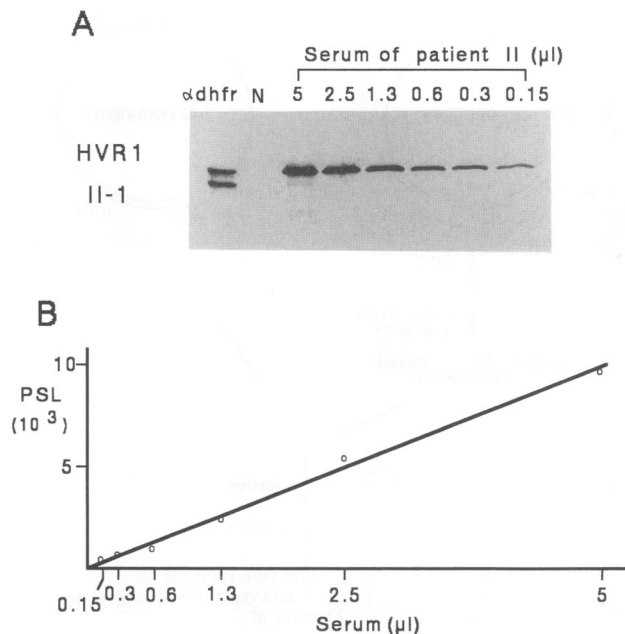 A
Serum of patient II (µl)
αdhfr N 5 2.5 1.3 0.6 0.3 0.15
HVR1
II-1
B
10
PSL
(10 3)
5
0.15 0.3 0.6 1.3 2.5 5
Serum (µl)